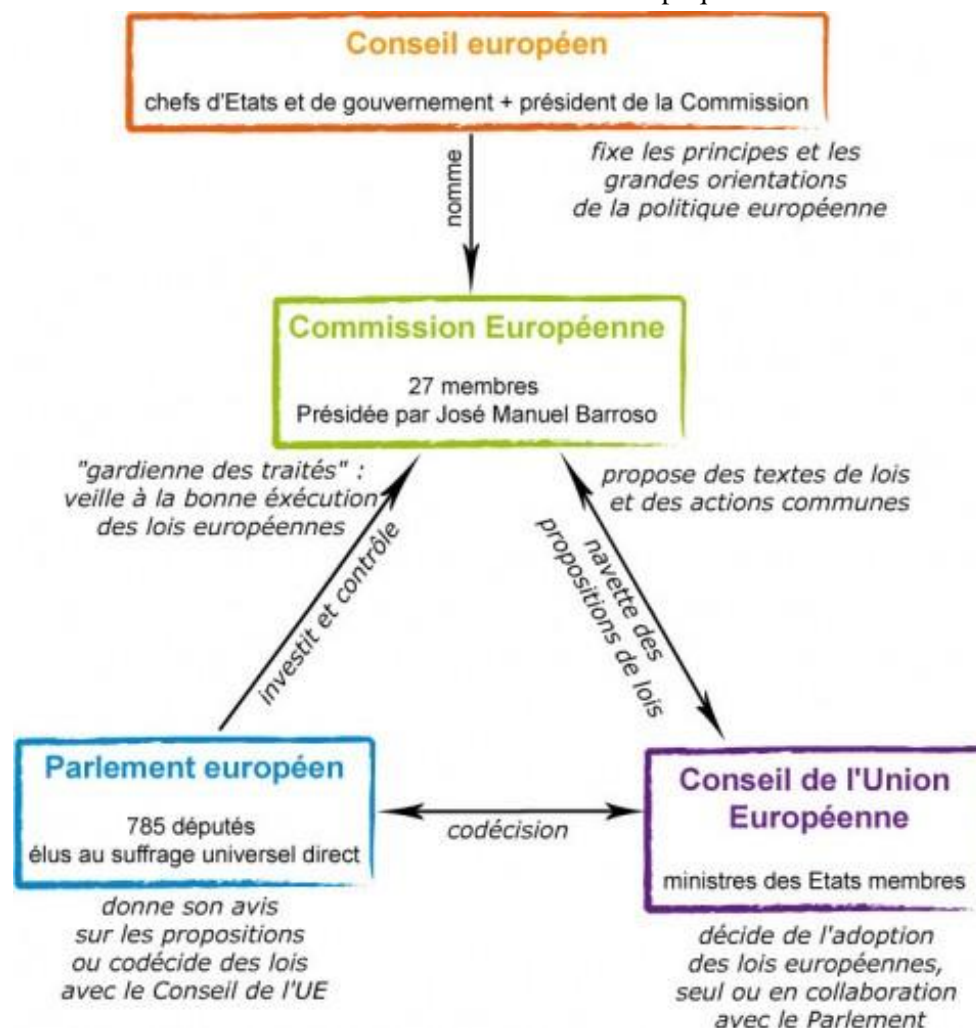 Conseil européen
chefs d'Etats et de gouvernement + président de la Commission
nomme
fixe les principes et les
grandes orientations
de la politique européenne
Commission Européenne
27 membres
Présidée par José Manuel Barroso
"gardienne des traités" :
veille à la bonne éxécution
des lois européennes
propose des textes de lois
et des actions communes
investit et contrôle
navette des
propositions de lois
Parlement européen
785 députés
élus au suffrage universel direct
codécision
Conseil de l'Union
Européenne
ministres des Etats membres
donne son avis
sur les propositions
ou codécide des lois
avec le Conseil de l'UE
décide de l'adoption
des lois européennes,
seul ou en collaboration
avec le Parlement